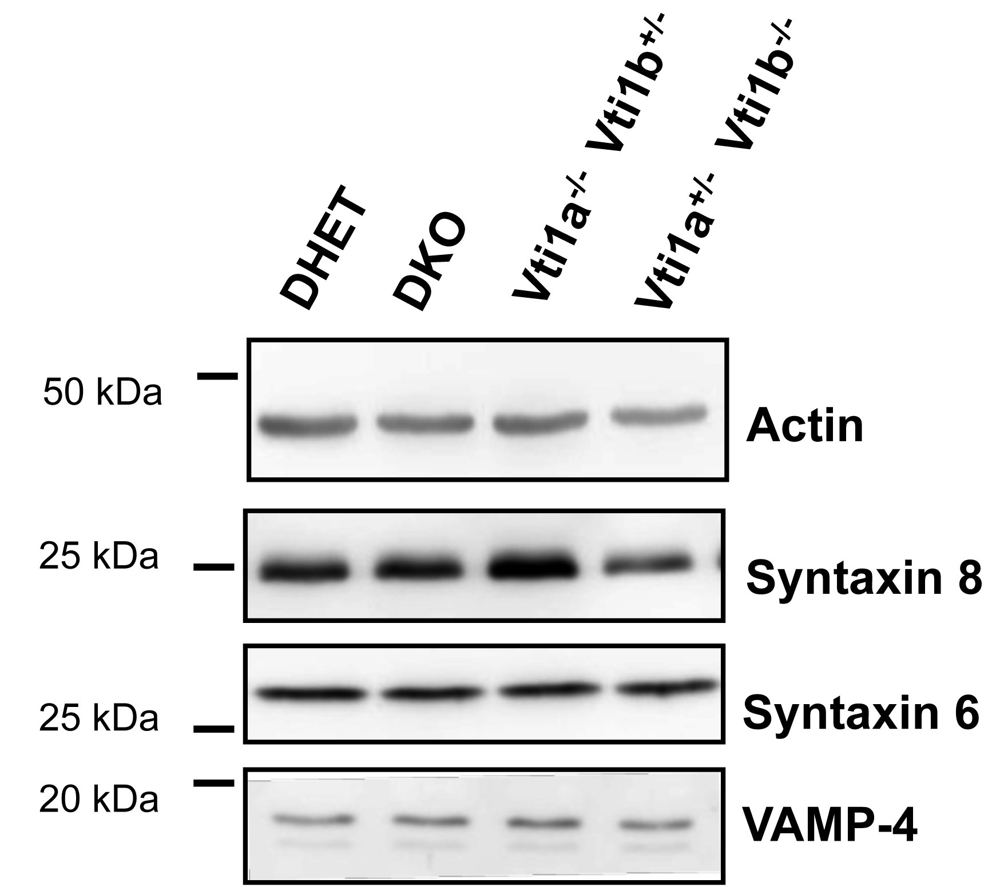 DHET
DKO
Vti1a-/- Vti1b+/-
Vti1a+/- Vti1b-/-
50 kDa
Actin
25 kDa
Syntaxin 8
25 kDa
Syntaxin 6
20 kDa
VAMP-4